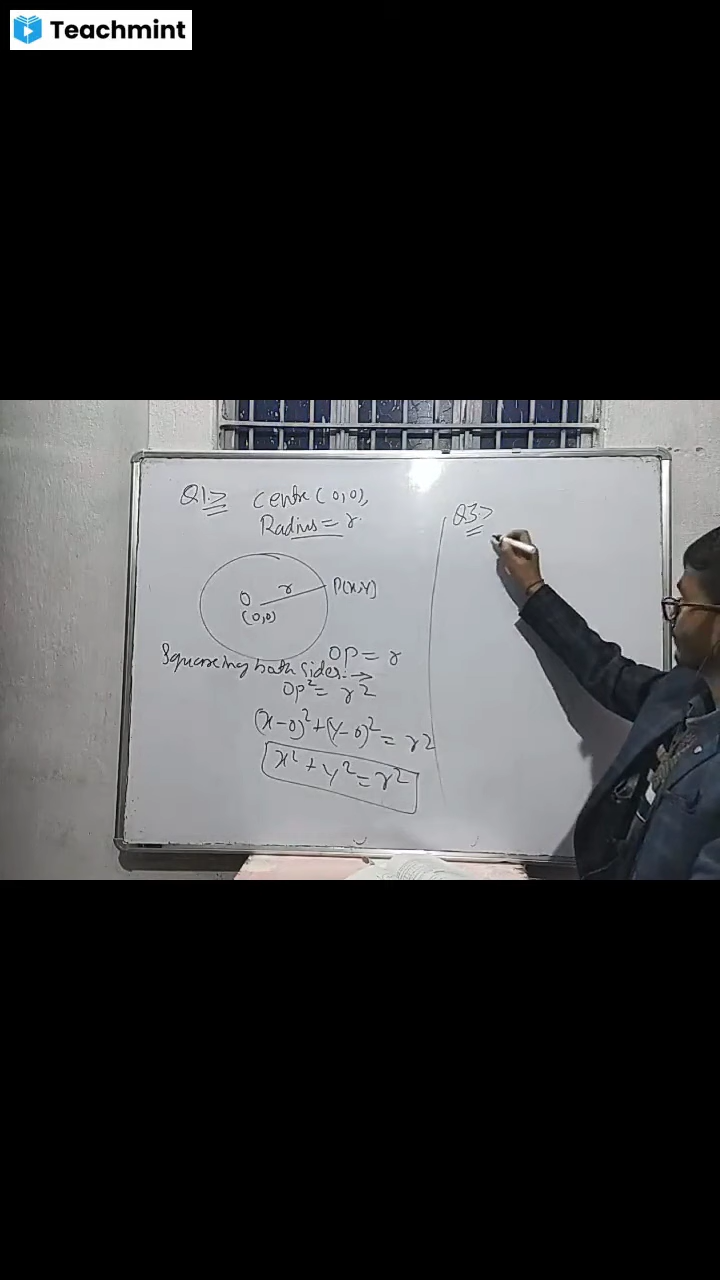 Teachmint
Q1.> Centre (0,0),
Radius = r.
r
P(x,y)
O
(0,0)
OP = r
Squareing both sides: →
OP² = r²
(x-0)² + (y-0)² = r²
x² + y² = r²
Q3.>